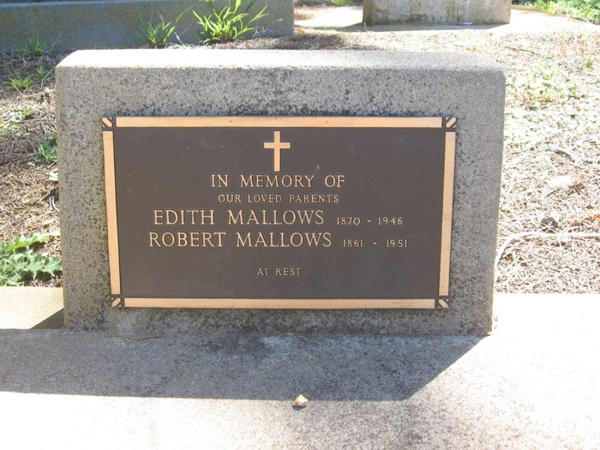 IN MEMORY OF
OUR LOVED PARENTS
EDITH MALLOWS 1870 - 1946
ROBERT MALLOWS 1861 - 1951
AT REST